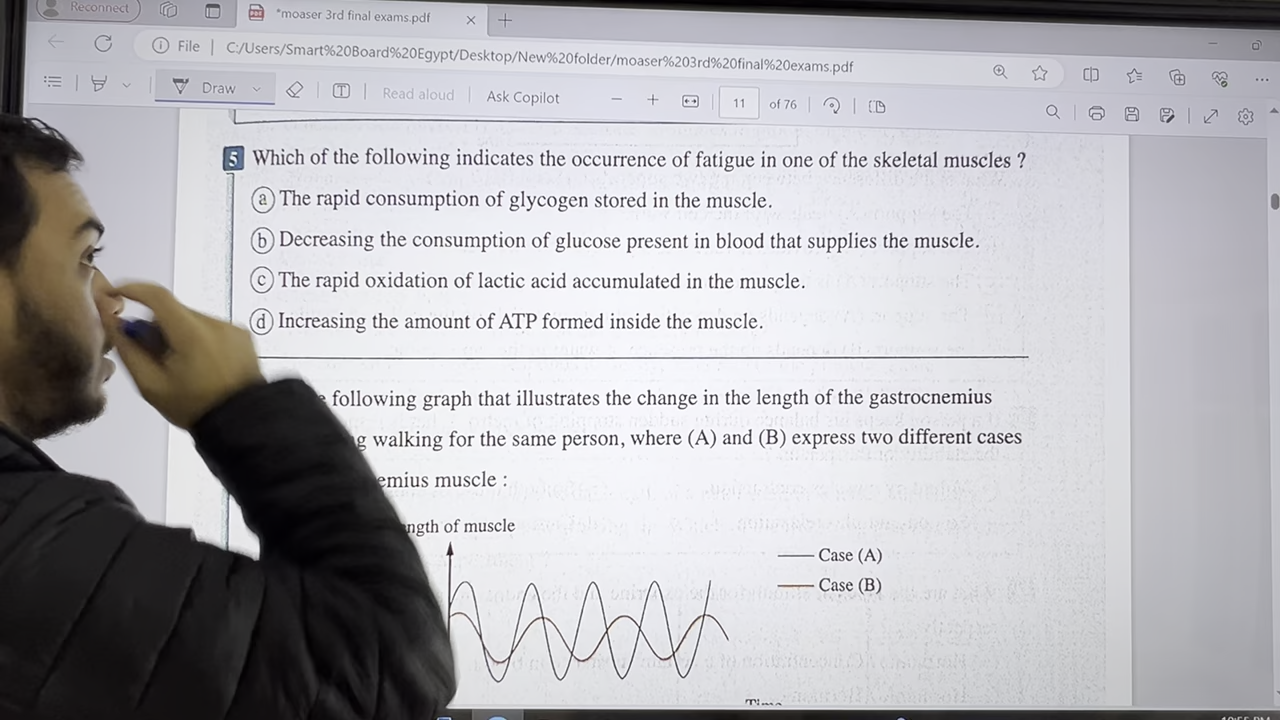 Reconnect
*moaser 3rd final exams.pdf
File | C:/Users/Smart%20Board%20Egypt/Desktop/New%20folder/moaser%203rd%20final%20exams.pdf
Draw
Read aloud
Ask Copilot
11 of 76
5 Which of the following indicates the occurrence of fatigue in one of the skeletal muscles ?
a The rapid consumption of glycogen stored in the muscle.
b Decreasing the consumption of glucose present in blood that supplies the muscle.
c The rapid oxidation of lactic acid accumulated in the muscle.
d Increasing the amount of ATP formed inside the muscle.
following graph that illustrates the change in the length of the gastrocnemius
walking for the same person, where (A) and (B) express two different cases
emius muscle :
ngth of muscle
Case (A)
Case (B)